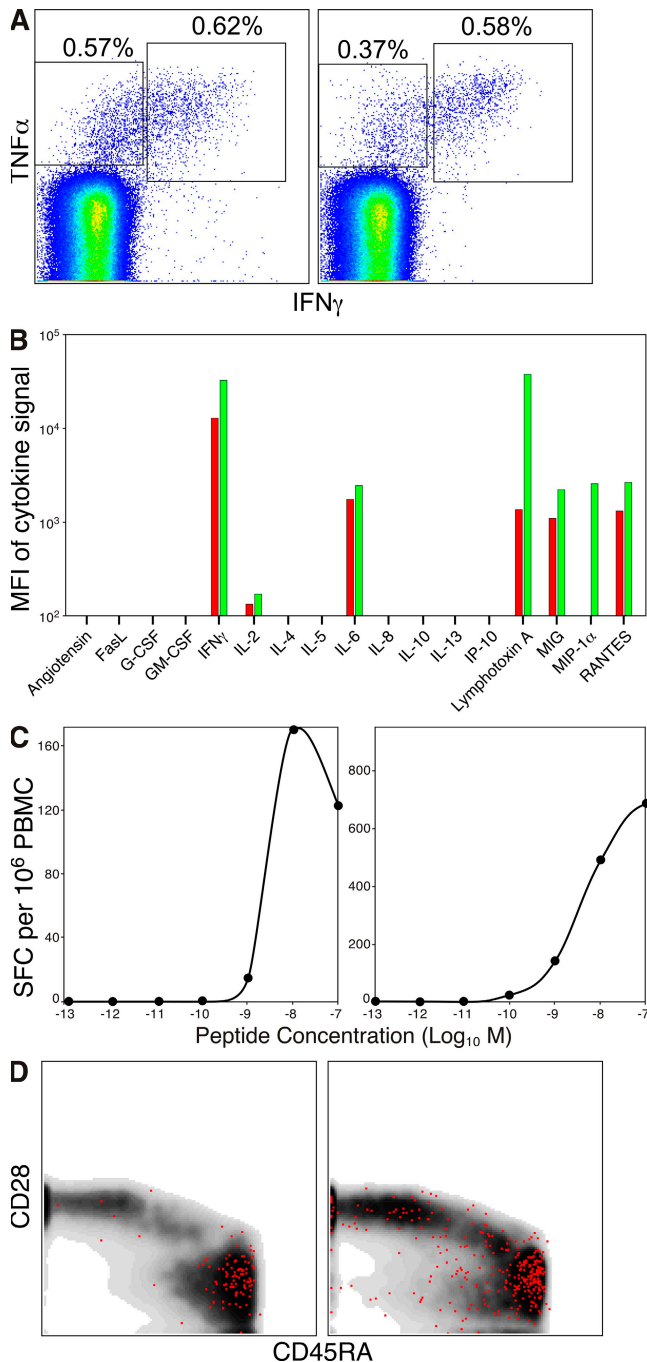 A
0.57%
0.62%
0.37%
0.58%
TNFα
IFNγ
B
MFI of cytokine signal
10⁵
10⁴
10³
10²
Angiotensin
FasL
G-CSF
GM-CSF
IFNγ
IL-2
IL-4
IL-5
IL-6
IL-8
IL-10
IL-13
IP-10
Lymphotoxin A
MIG
MIP-1α
RANTES
C
SFC per 10⁶ PBMC
160
120
80
40
0
-13 -12 -11 -10 -9 -8 -7
800
600
400
200
0
-13 -12 -11 -10 -9 -8 -7
Peptide Concentration (Log₁₀ M)
D
CD28
CD45RA